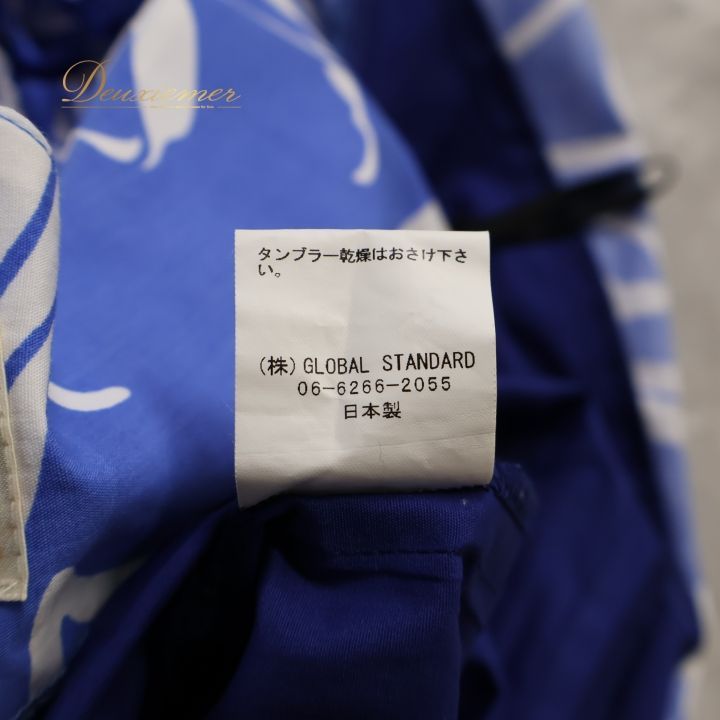 Deuxiemer
タンブラー乾燥はおさけ下さ
い。
(株)GLOBAL STANDARD
06-6266-2055
日本製